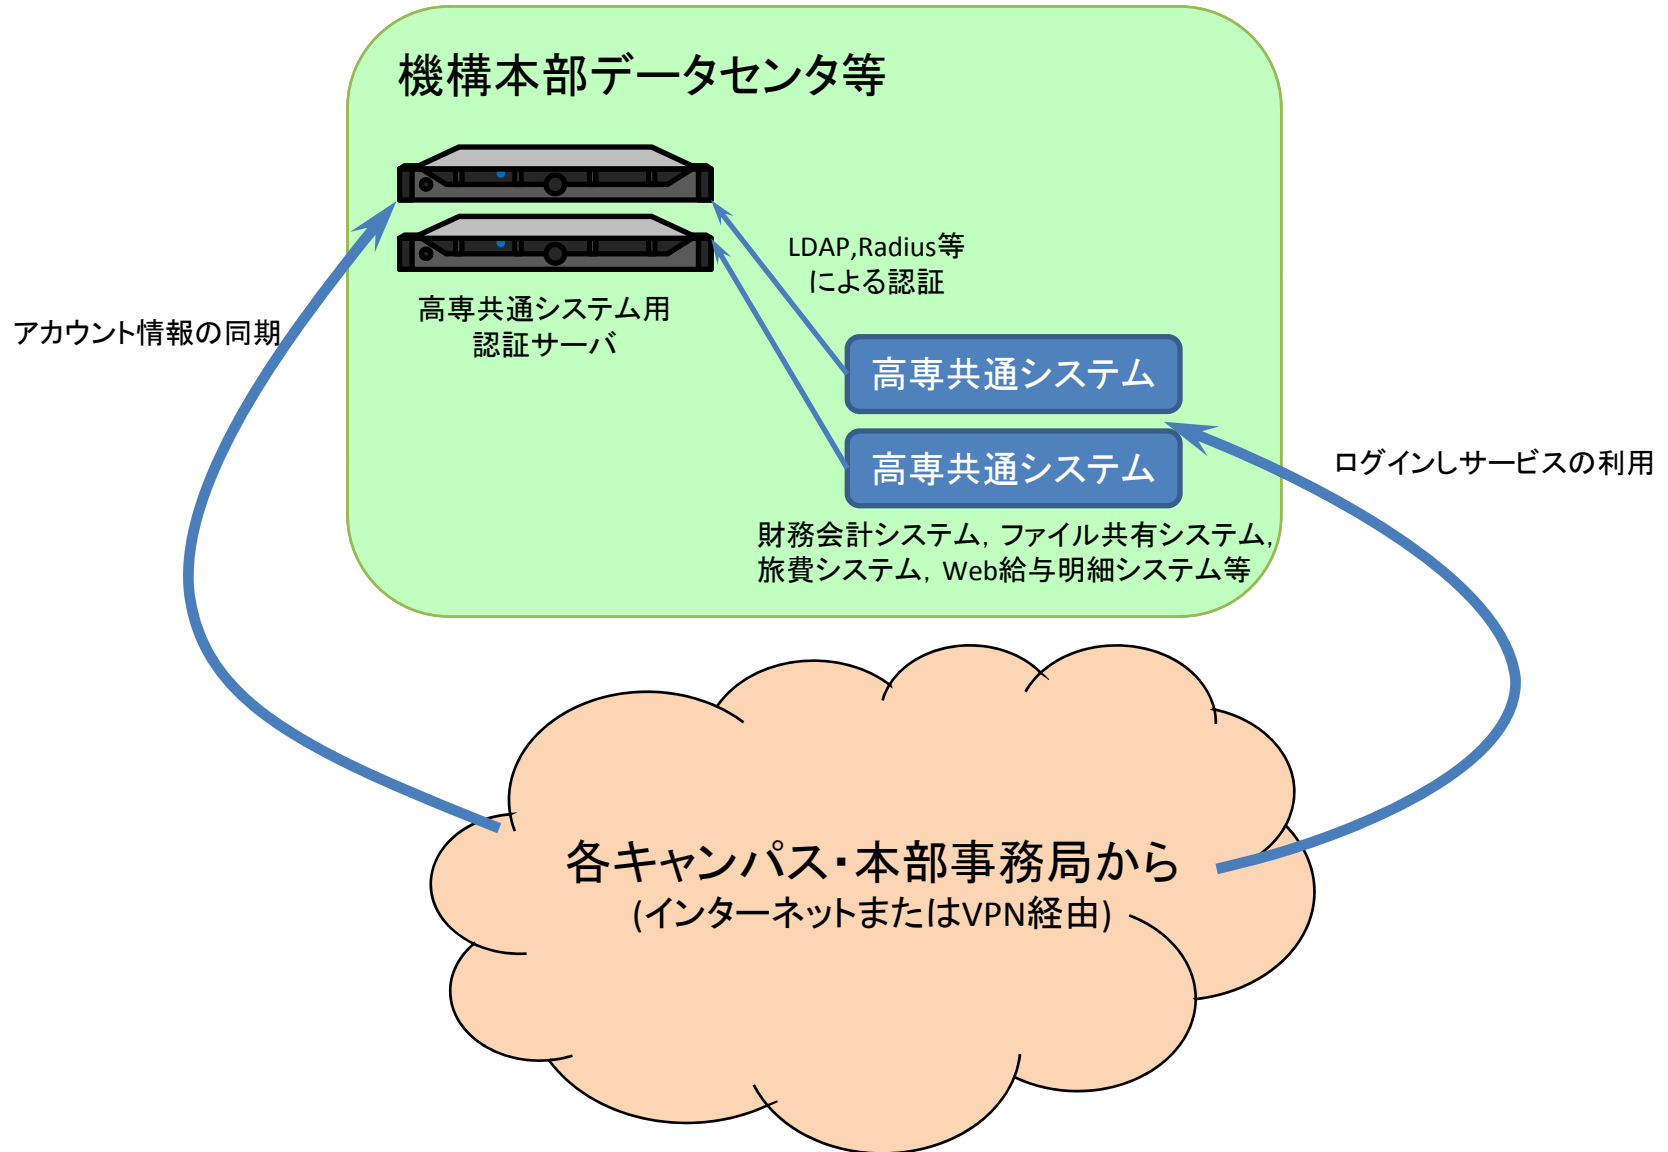 機構本部データセンタ等
LDAP,Radius等
による認証
高専共通システム用
認証サーバ
アカウント情報の同期
高専共通システム
高専共通システム
ログインしサービスの利用
財務会計システム, ファイル共有システム,
旅費システム, Web給与明細システム等
各キャンパス・本部事務局から
(インターネットまたはVPN経由)